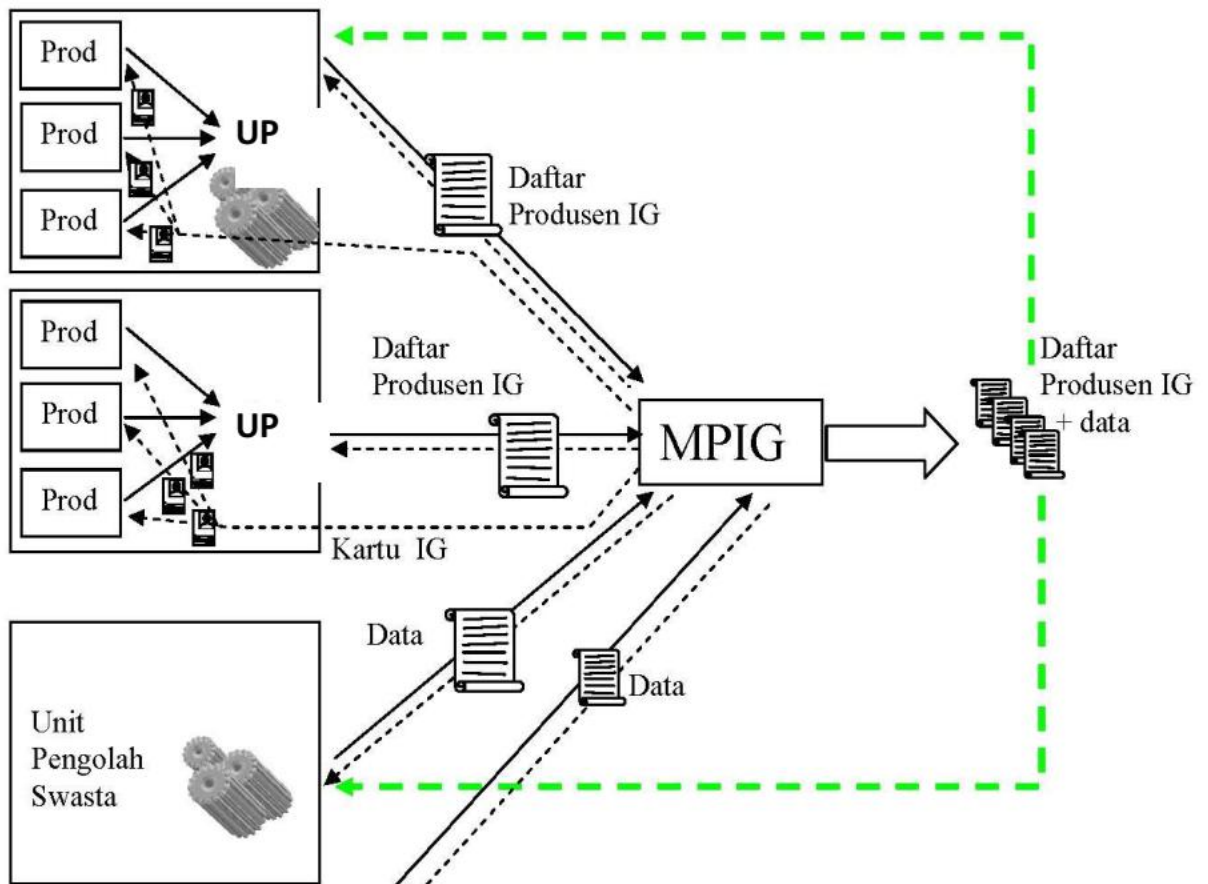 Prod
Prod
Prod
UP
Daftar
Produsen IG
Prod
Prod
Prod
UP
Daftar
Produsen IG
Kartu IG
MPIG
Daftar
Produsen IG
+ data
Data
Data
Unit
Pengolah
Swasta